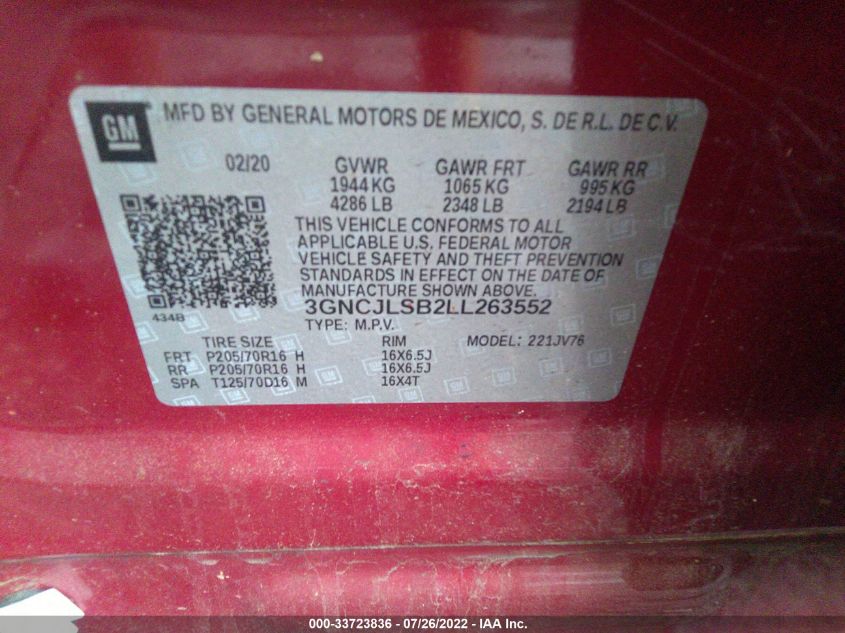 GM
MFD BY GENERAL MOTORS DE MEXICO, S. DE R.L. DE C.V.
02/20 GVWR GAWR FRT GAWR RR
1944 KG 1065 KG 995 KG
4286 LB 2348 LB 2194 LB
THIS VEHICLE CONFORMS TO ALL
APPLICABLE U.S. FEDERAL MOTOR
VEHICLE SAFETY AND THEFT PREVENTION
STANDARDS IN EFFECT ON THE DATE OF
MANUFACTURE SHOWN ABOVE.
434B 3GNCJLSB2LL263552
TYPE: M.P.V.
TIRE SIZE RIM MODEL: 221JV76
FRT P205/70R16 H 16X6.5J
RR P205/70R16 H 16X6.5J
SPA T125/70D16 M 16X4T
000-33723836 - 07/26/2022 - IAA Inc.